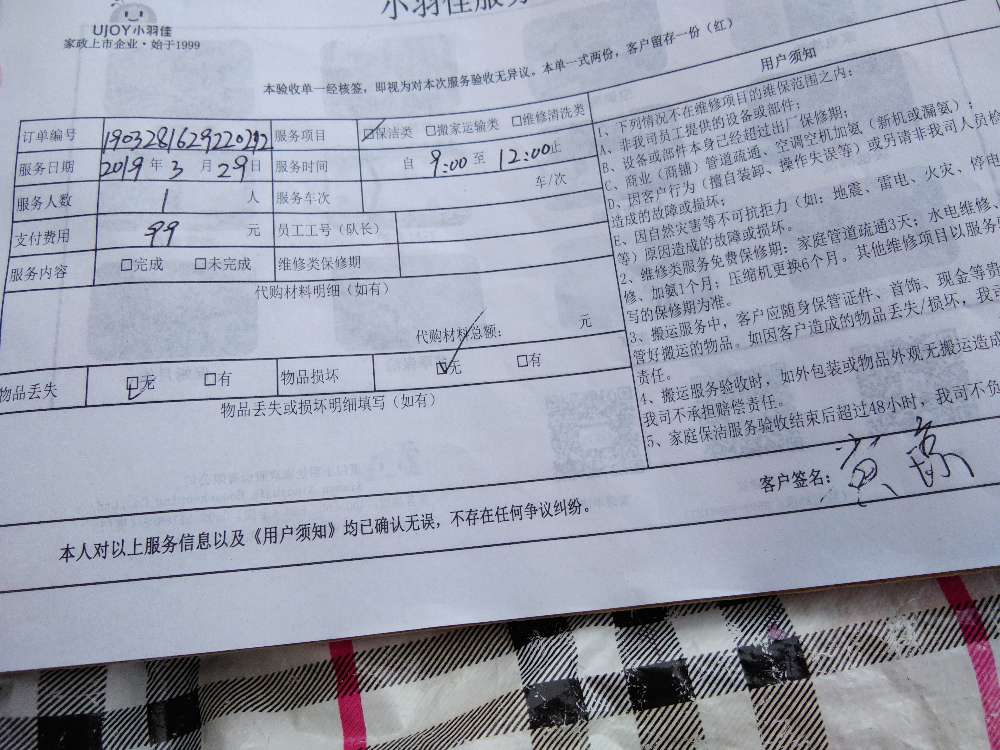 小羽佳服务
UJOY小羽佳
家政上市企业·始于1999
本验收单一经核签，即视为对本次服务验收无异议。本单一式两份，客户留存一份（红）
订单编号 1903281629220292 服务项目 ☑保洁类 □搬家运输类 □维修清洗类
服务日期 2019年3月29日 服务时间 自 9:00 至 12:00止
服务人数 1 人 服务车次 车/次
支付费用 99 元 员工工号（队长）
服务内容 □完成 □未完成 维修类保修期
代购材料明细（如有）
代购材料总额： 元
物品丢失 ☑无 □有 物品损坏 ☑无 □有
物品丢失或损坏明细填写（如有）
用户须知
1、下列情况不在维修项目的维保范围之内：
A、非我司员工提供的设备或部件；
B、设备或部件本身已经超过出厂保修期；
C、商业（商铺）管道疏通、空调空机加氨（新机或漏氨）；
D、因客户行为（擅自装卸、操作失误等）或另请非我司人员检
造成的故障或损坏；
E、因自然灾害等不可抗拒力（如：地震、雷电、火灾、停电
等）原因造成的故障或损坏。
2、维修类服务免费保修期：家庭管道疏通3天；水电维修、
修、加氨1个月；压缩机更换6个月。其他维修项目以服务
写的保修期为准。
3、搬运服务中，客户应随身保管证件、首饰、现金等贵
管好搬运的物品。如因客户造成的物品丢失/损坏，我司
责任。
4、搬运服务验收时，如外包装或物品外观无搬运造成
我司不承担赔偿责任。
5、家庭保洁服务验收结束后超过48小时，我司不负
客户签名：黄琼
本人对以上服务信息以及《用户须知》均已确认无误，不存在任何争议纠纷。